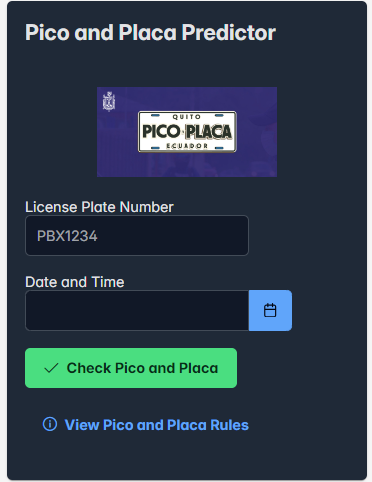 Pico and Placa Predictor
QUITO
PICO Y PLACA
ECUADOR
License Plate Number
PBX1234
Date and Time
Check Pico and Placa
View Pico and Placa Rules